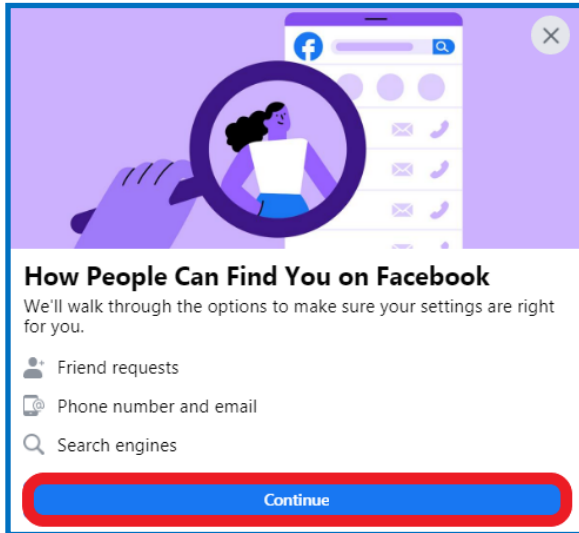 How People Can Find You on Facebook
We'll walk through the options to make sure your settings are right
for you.
Friend requests
Phone number and email
Search engines
Continue